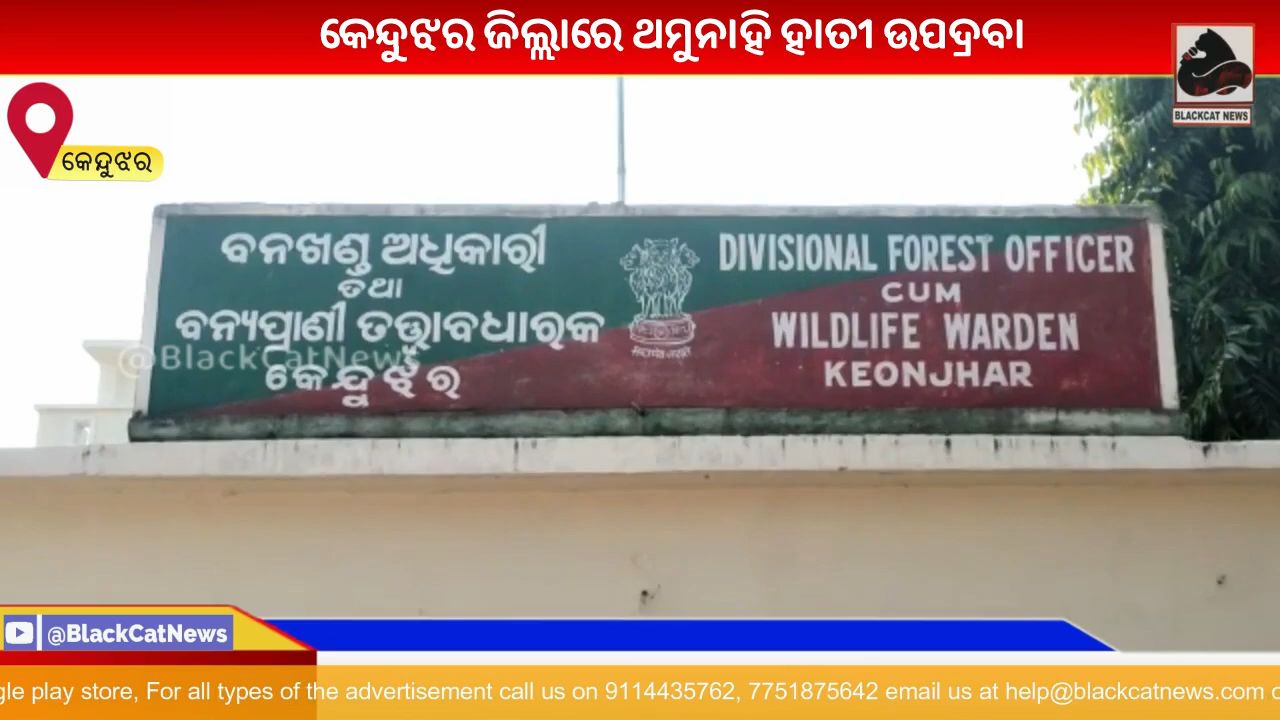 କେନ୍ଦୁଝର ଜିଲ୍ଲାରେ ଥମୁନାହି ହାତୀ ଉପଦ୍ରବ।
BLACKCAT NEWS
କେନ୍ଦୁଝର
ବନଖଣ୍ଡ ଅଧିକାରୀ
ତଥା
ବନ୍ୟପ୍ରାଣୀ ତତ୍ତ୍ଵାବଧାରକ
କେନ୍ଦୁଝର
DIVISIONAL FOREST OFFICER
CUM
WILDLIFE WARDEN
KEONJHAR
@BlackCatNews
@BlackCatNews
gle play store, For all types of the advertisement call us on 9114435762, 7751875642 email us at help@blackcatnews.com